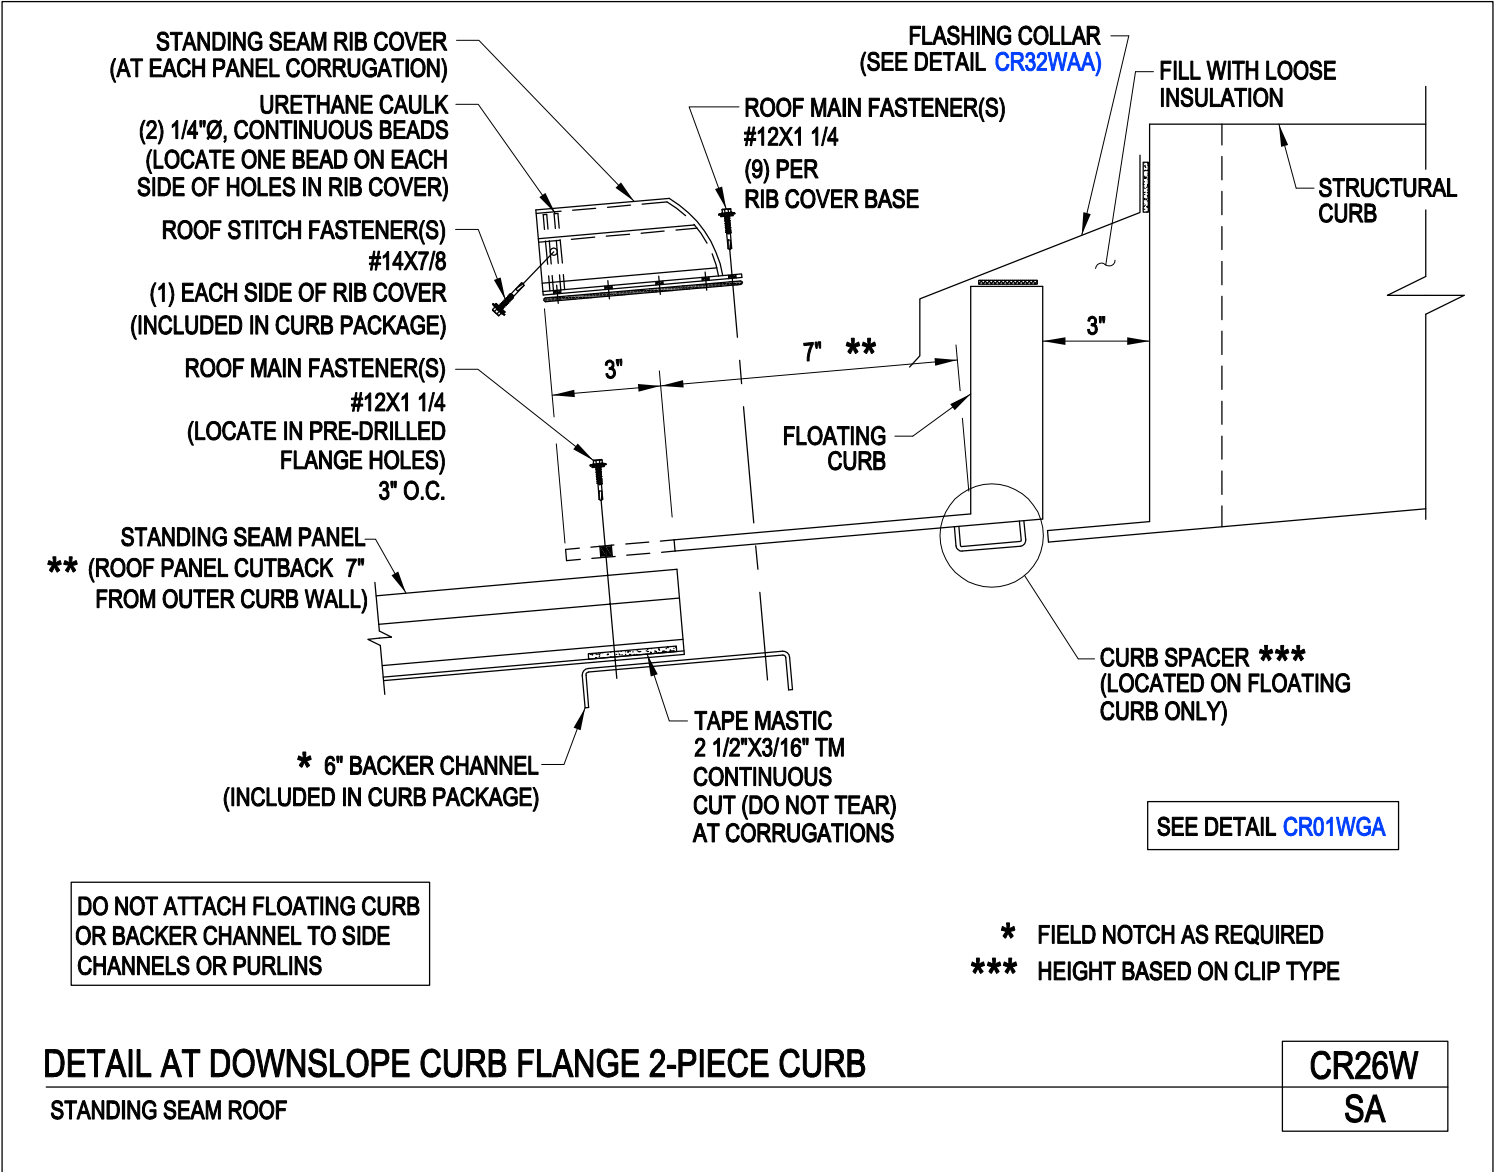 STANDING SEAM RIB COVER
(AT EACH PANEL CORRUGATION)
URETHANE CAULK
(2) 1/4"Ø, CONTINUOUS BEADS
(LOCATE ONE BEAD ON EACH
SIDE OF HOLES IN RIB COVER)
ROOF STITCH FASTENER(S)
#14X7/8
(1) EACH SIDE OF RIB COVER
(INCLUDED IN CURB PACKAGE)
ROOF MAIN FASTENER(S)
#12X1 1/4
(LOCATE IN PRE-DRILLED
FLANGE HOLES)
3" O.C.
STANDING SEAM PANEL
** (ROOF PANEL CUTBACK 7"
FROM OUTER CURB WALL)
* 6" BACKER CHANNEL
(INCLUDED IN CURB PACKAGE)
ROOF MAIN FASTENER(S)
#12X1 1/4
(9) PER
RIB COVER BASE
FLASHING COLLAR
(SEE DETAIL CR32WAA)
FILL WITH LOOSE
INSULATION
STRUCTURAL
CURB
3"
7" **
3"
FLOATING
CURB
CURB SPACER ***
(LOCATED ON FLOATING
CURB ONLY)
TAPE MASTIC
2 1/2"X3/16" TM
CONTINUOUS
CUT (DO NOT TEAR)
AT CORRUGATIONS
SEE DETAIL CR01WGA
DO NOT ATTACH FLOATING CURB
OR BACKER CHANNEL TO SIDE
CHANNELS OR PURLINS
* FIELD NOTCH AS REQUIRED
*** HEIGHT BASED ON CLIP TYPE
DETAIL AT DOWNSLOPE CURB FLANGE 2-PIECE CURB
STANDING SEAM ROOF
CR26W
SA